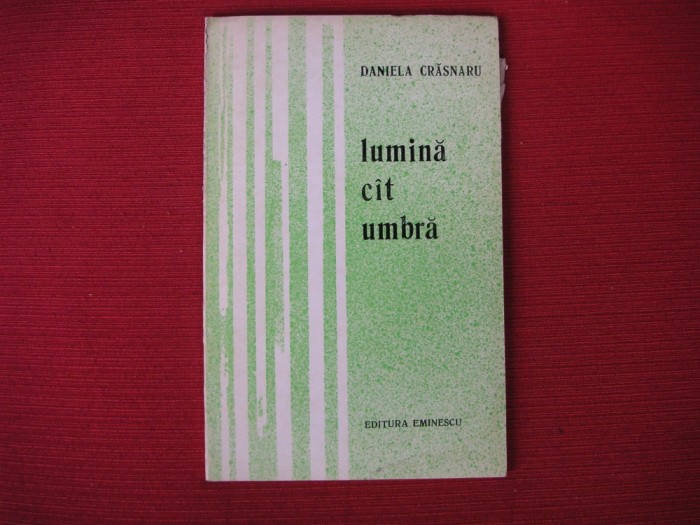 DANIELA CRĂSNARU
lumină
cît
umbră
EDITURA EMINESCU